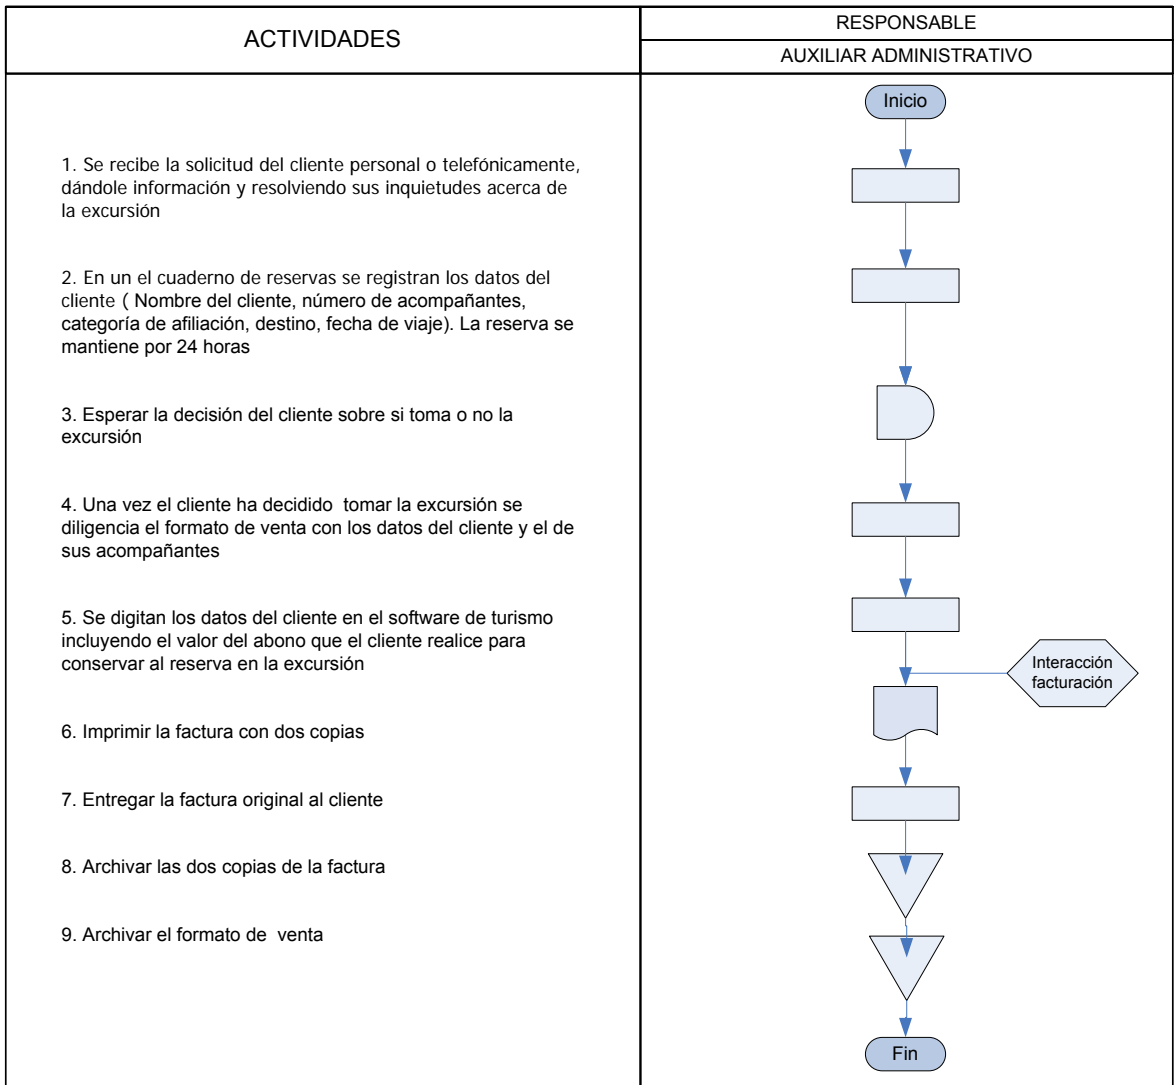 ACTIVIDADES
RESPONSABLE
AUXILIAR ADMINISTRATIVO
Inicio
1. Se recibe la solicitud del cliente personal o telefónicamente,
dándole información y resolviendo sus inquietudes acerca de
la excursión
2. En un el cuaderno de reservas se registran los datos del
cliente ( Nombre del cliente, número de acompañantes,
categoría de afiliación, destino, fecha de viaje). La reserva se
mantiene por 24 horas
3. Esperar la decisión del cliente sobre si toma o no la
excursión
4. Una vez el cliente ha decidido  tomar la excursión se
diligencia el formato de venta con los datos del cliente y el de
sus acompañantes
5. Se digitan los datos del cliente en el software de turismo
incluyendo el valor del abono que el cliente realice para
conservar al reserva en la excursión
Interacción
facturación
6. Imprimir la factura con dos copias
7. Entregar la factura original al cliente
8. Archivar las dos copias de la factura
9. Archivar el formato de  venta
Fin